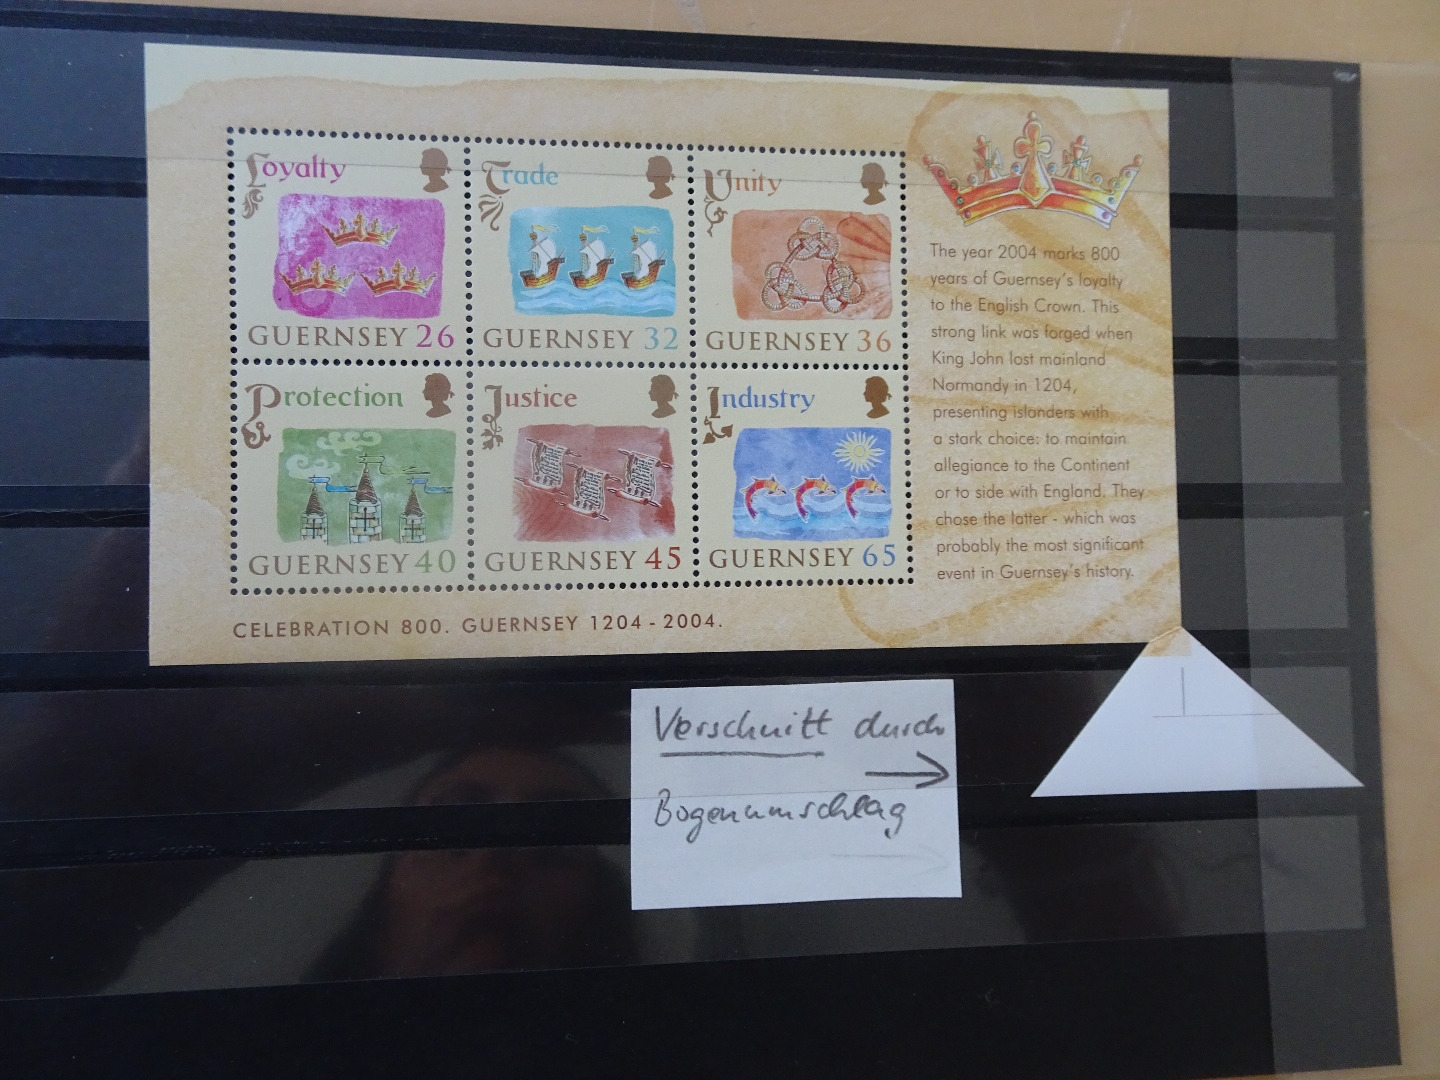 Loyalty
GUERNSEY 26
Trade
GUERNSEY 32
Unity
GUERNSEY 36
Protection
GUERNSEY 40
Justice
GUERNSEY 45
Industry
GUERNSEY 65
CELEBRATION 800. GUERNSEY 1204 - 2004.
The year 2004 marks 800
years of Guernsey's loyalty
to the English Crown. This
strong link was forged when
King John lost mainland
Normandy in 1204,
presenting islanders with
a stark choice: to maintain
allegiance to the Continent
or to side with England. They
chose the latter - which was
probably the most significant
event in Guernsey's history.
Verschnitt durch
Bogenumschlag